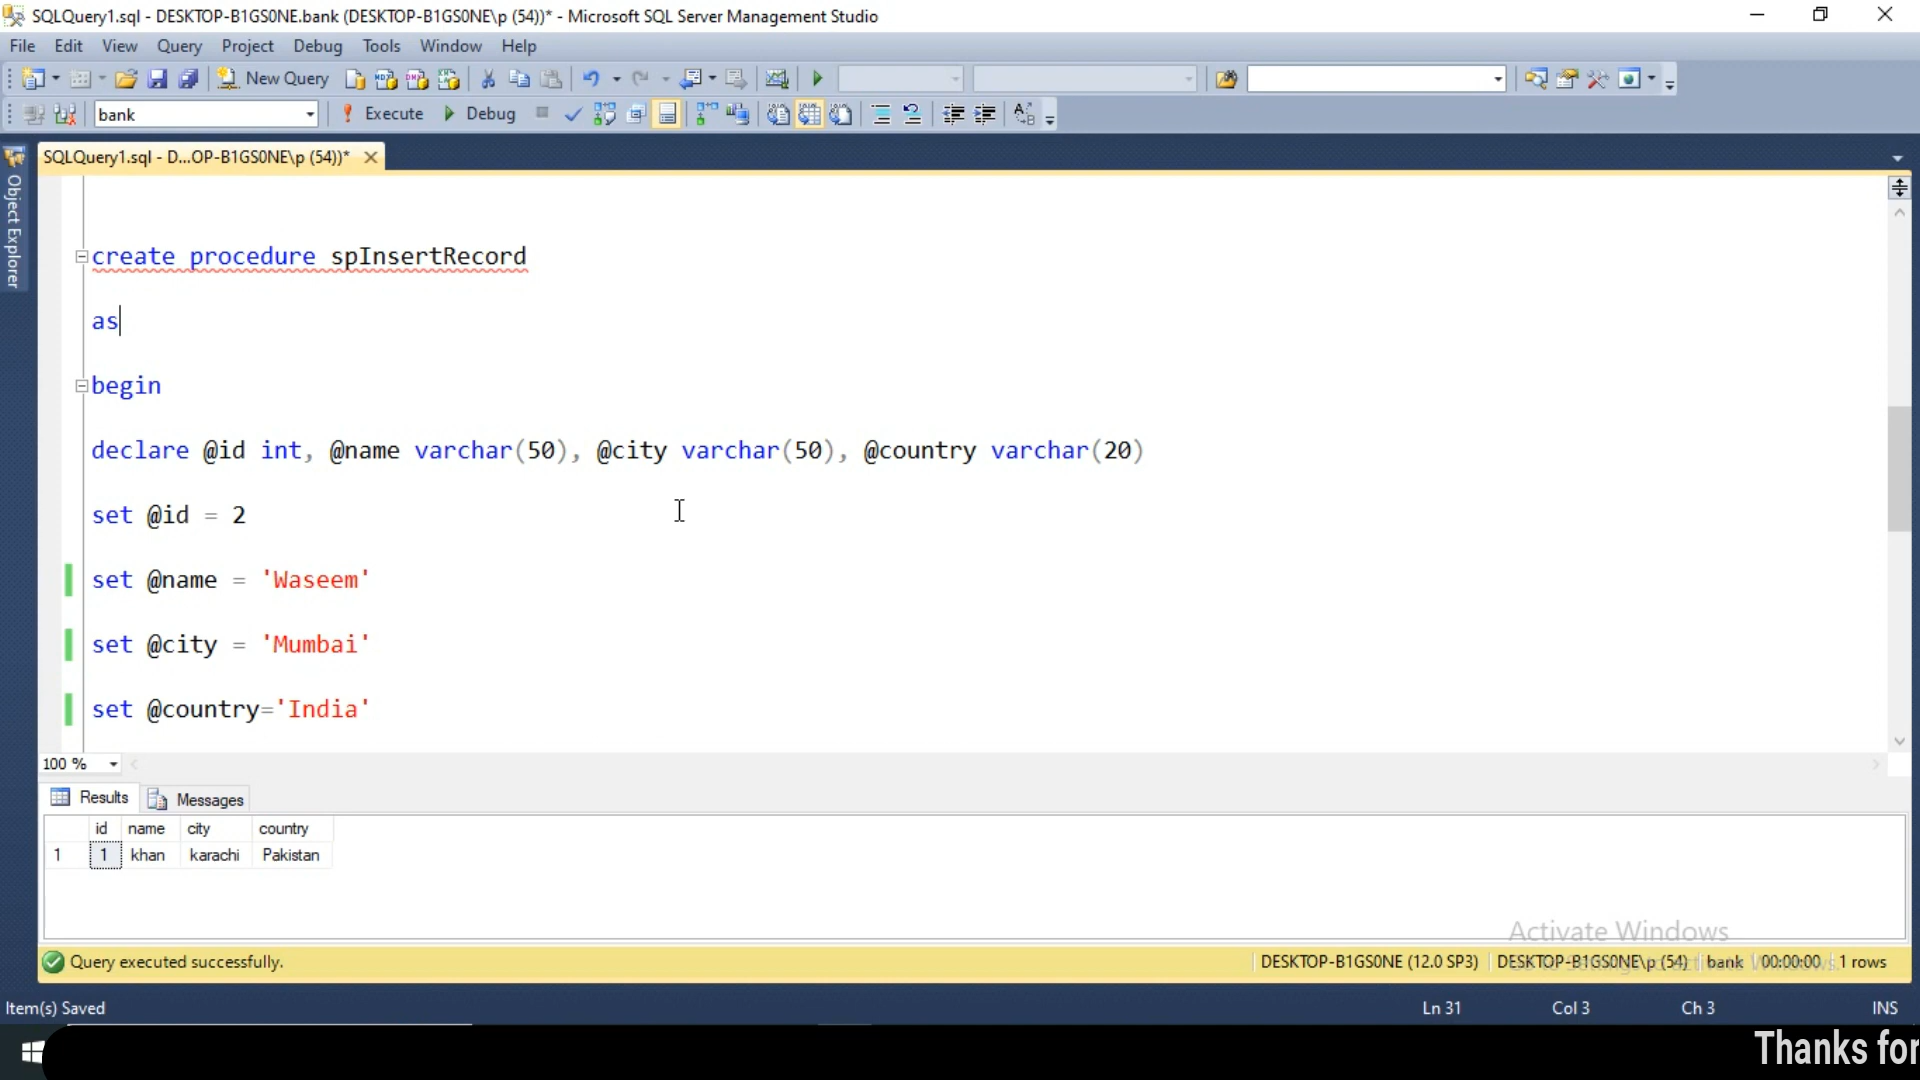 SQLQuery1.sql - DESKTOP-B1GS0NE.bank (DESKTOP-B1GS0NE\p (54))* - Microsoft SQL Server Management Studio
File Edit View Query Project Debug Tools Window Help
New Query
bank Execute Debug
SQLQuery1.sql - D...OP-B1GS0NE\p (54))*
Object Explorer
create procedure spInsertRecord
as
begin
declare @id int, @name varchar(50), @city varchar(50), @country varchar(20)
set @id = 2
set @name = 'Waseem'
set @city = 'Mumbai'
set @country='India'
100 %
Results Messages
id name city country
1 1 khan karachi Pakistan
Activate Windows
Query executed successfully. DESKTOP-B1GS0NE (12.0 SP3) DESKTOP-B1GS0NE\p (54) bank 00:00:00 1 rows
Item(s) Saved Ln 31 Col 3 Ch 3 INS
Thanks for